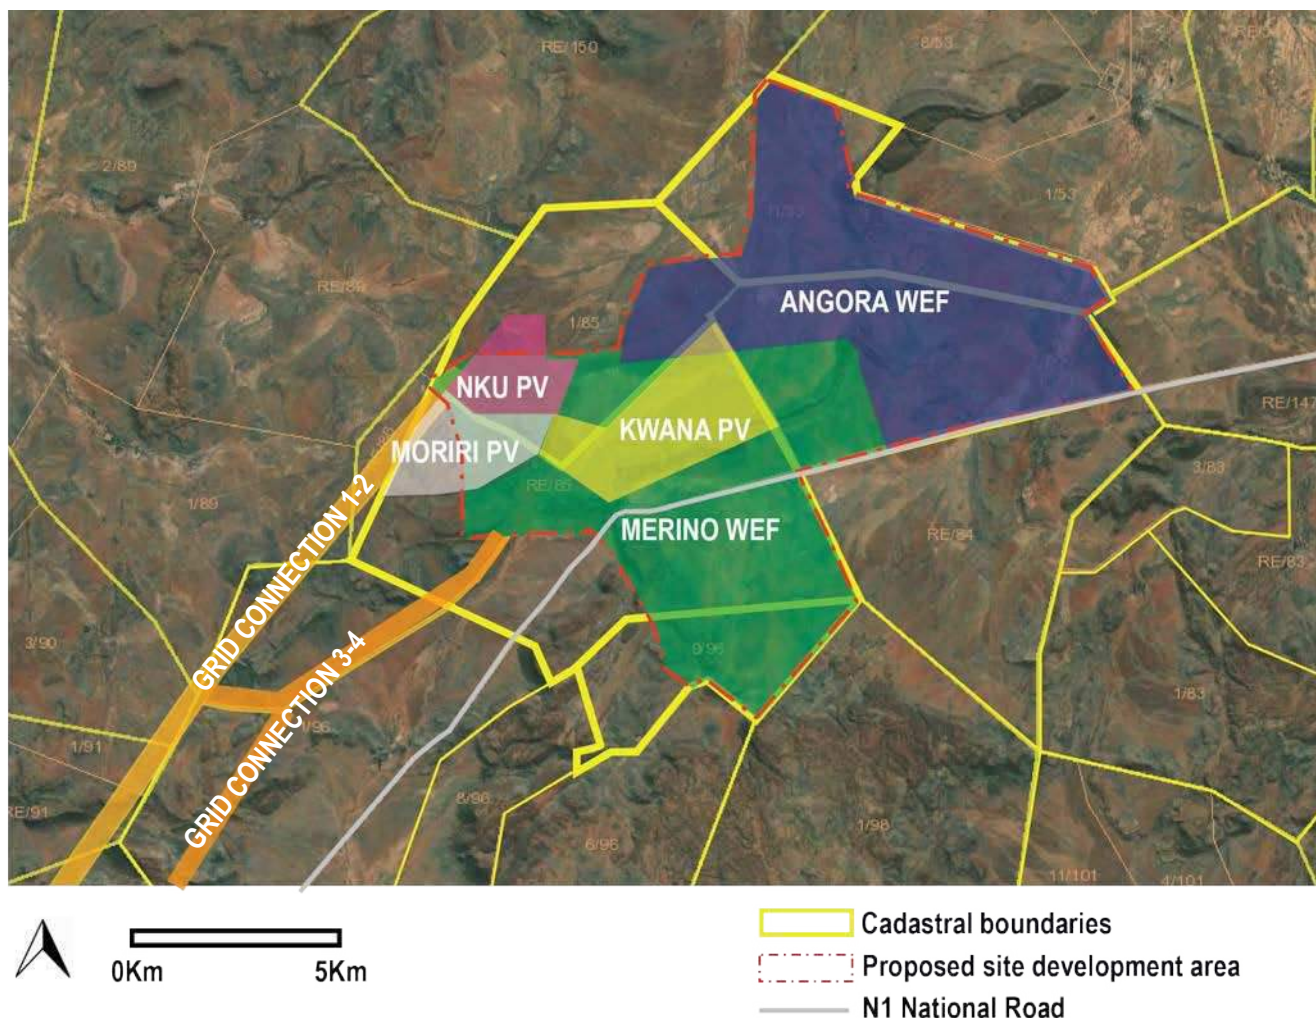 RE/150
8/53
2/89
1/53
RE/89
ANGORA WEF
1/85
NKU PV
KWANA PV
MORIRI PV
RE/147
3/83
1/89
RE/85
MERINO WEF
RE/84
RE/83
GRID CONNECTION 1-2
3/90
9/96
GRID CONNECTION 3-4
1/83
1/91
RE/91
8/96
6/96
1/98
11/101
4/101
0Km
5Km
Cadastral boundaries
Proposed site development area
N1 National Road